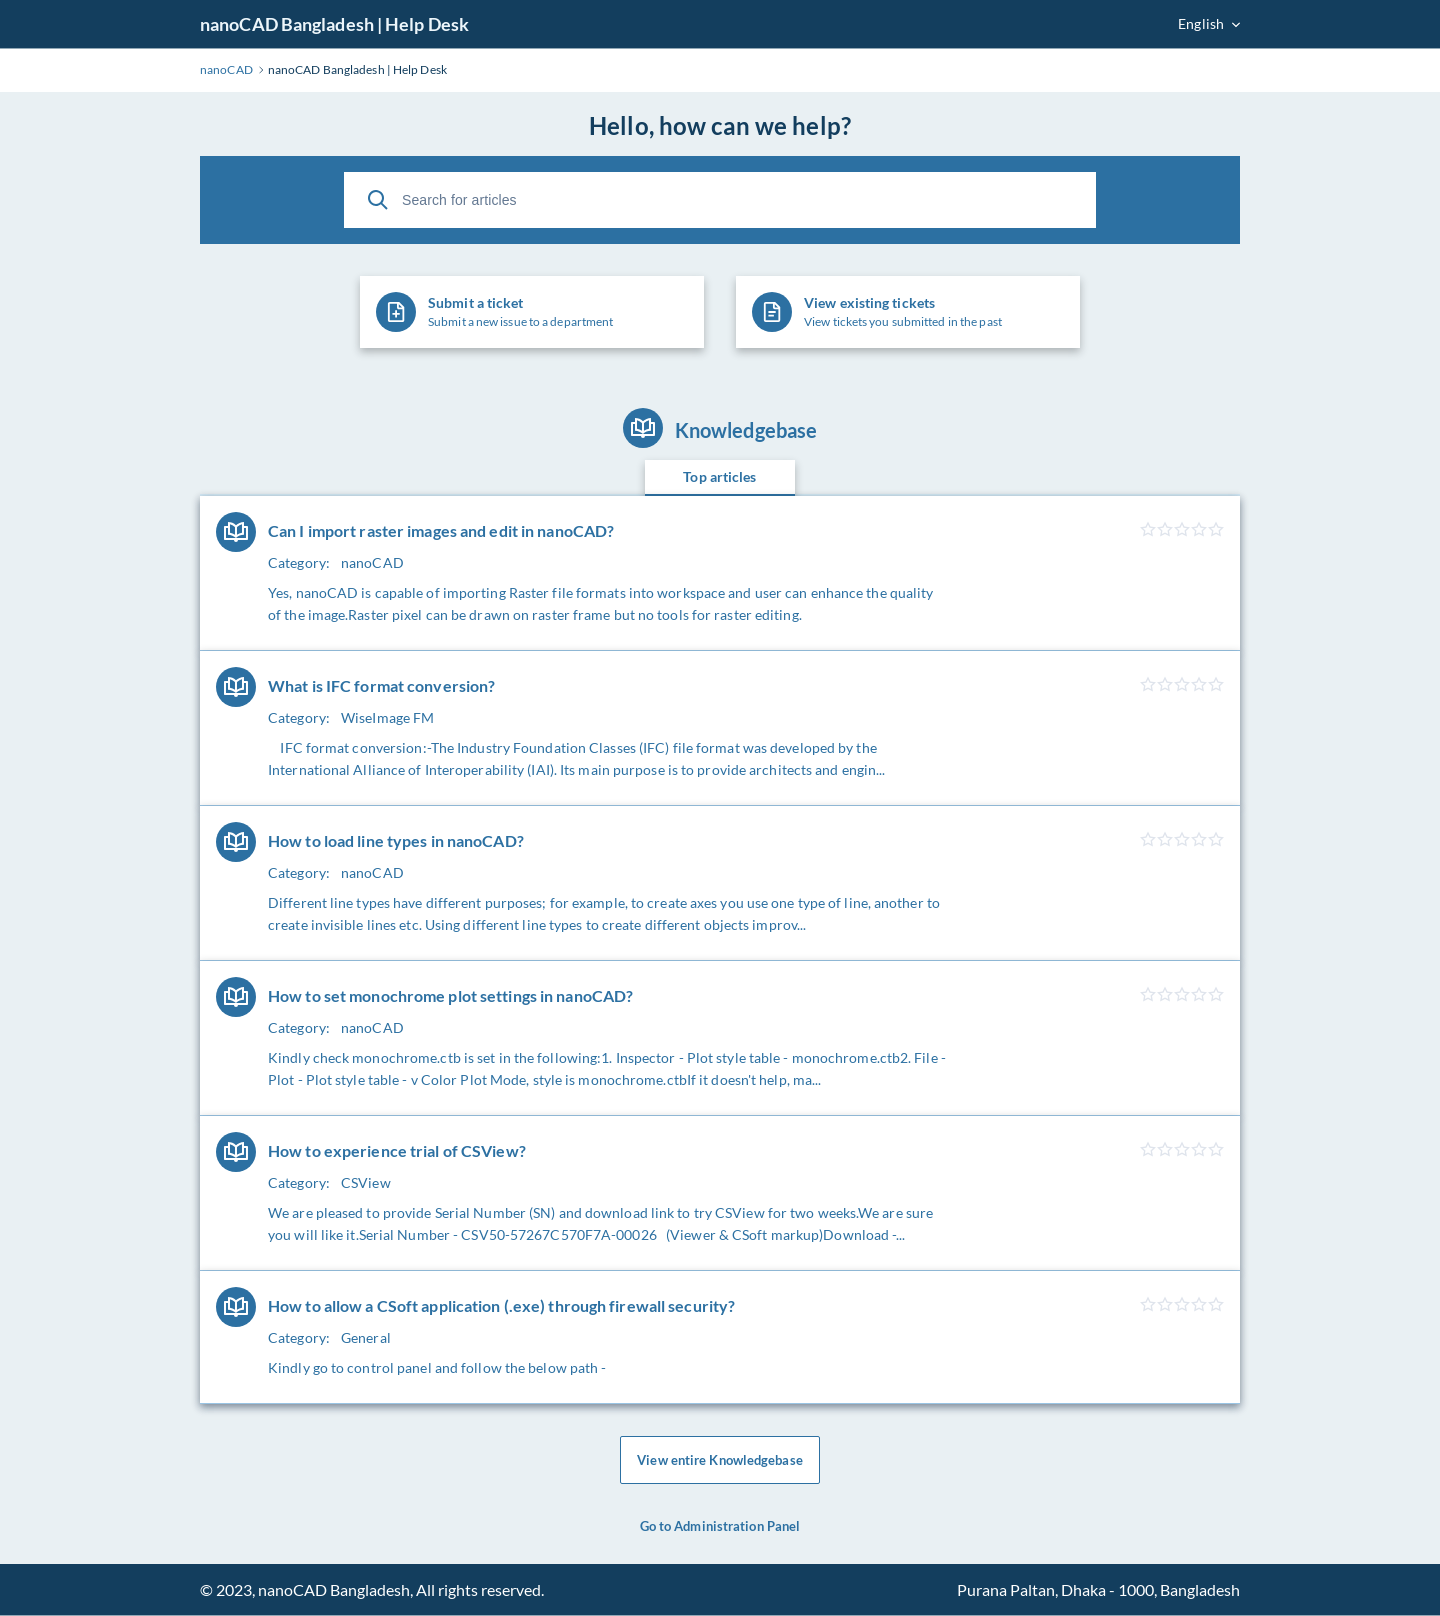 nanoCAD Bangladesh | Help Desk
English
nanoCAD > nanoCAD Bangladesh | Help Desk
Hello, how can we help?
Search for articles
Submit a ticket
Submit a new issue to a department
View existing tickets
View tickets you submitted in the past
Knowledgebase
Top articles
Can I import raster images and edit in nanoCAD?
Category: nanoCAD
Yes, nanoCAD is capable of importing Raster file formats into workspace and user can enhance the quality
of the image.Raster pixel can be drawn on raster frame but no tools for raster editing.
What is IFC format conversion?
Category: WiseImage FM
IFC format conversion:-The Industry Foundation Classes (IFC) file format was developed by the
International Alliance of Interoperability (IAI). Its main purpose is to provide architects and engin...
How to load line types in nanoCAD?
Category: nanoCAD
Different line types have different purposes; for example, to create axes you use one type of line, another to
create invisible lines etc. Using different line types to create different objects improv...
How to set monochrome plot settings in nanoCAD?
Category: nanoCAD
Kindly check monochrome.ctb is set in the following:1. Inspector - Plot style table - monochrome.ctb2. File -
Plot - Plot style table - v Color Plot Mode, style is monochrome.ctbIf it doesn't help, ma...
How to experience trial of CSView?
Category: CSView
We are pleased to provide Serial Number (SN) and download link to try CSView for two weeks.We are sure
you will like it.Serial Number - CSV50-57267C570F7A-00026 (Viewer & CSoft markup)Download -...
How to allow a CSoft application (.exe) through firewall security?
Category: General
Kindly go to control panel and follow the below path -
View entire Knowledgebase
Go to Administration Panel
© 2023, nanoCAD Bangladesh, All rights reserved.
Purana Paltan, Dhaka - 1000, Bangladesh